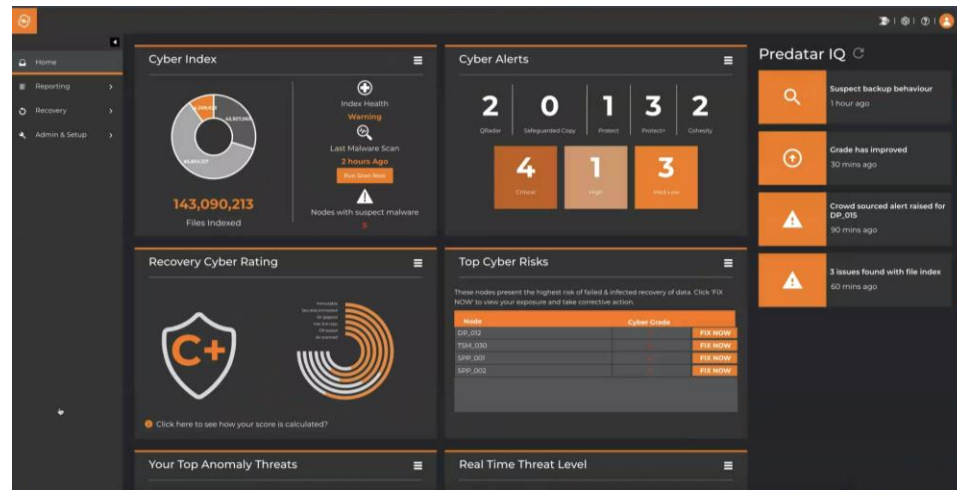 Home
Reporting
Recovery
Admin & Setup
Cyber Index
Index Health
Warning
Last Malware Scan
2 hours Ago
Run Scan Now
Nodes with suspect malware
143,090,213
Files Indexed
Cyber Alerts
2
0
1
3
2
QRadar
Safeguarded Copy
Protect
Protect+
Cohesity
4
1
3
Critical
High
Med-Low
Predatar IQ
Suspect backup behaviour
1 hour ago
Grade has improved
30 mins ago
Crowd sourced alert raised for
DP_015
90 mins ago
3 issues found with file index
60 mins ago
Recovery Cyber Rating
C+
Click here to see how your score is calculated?
Top Cyber Risks
These nodes present the highest risk of failed & infected recovery of data. Click 'FIX
NOW' to view your exposure and take corrective action.
Node
Cyber Grade
DP_012
FIX NOW
TSM_030
FIX NOW
SPP_001
FIX NOW
SPP_002
FIX NOW
Your Top Anomaly Threats
Real Time Threat Level